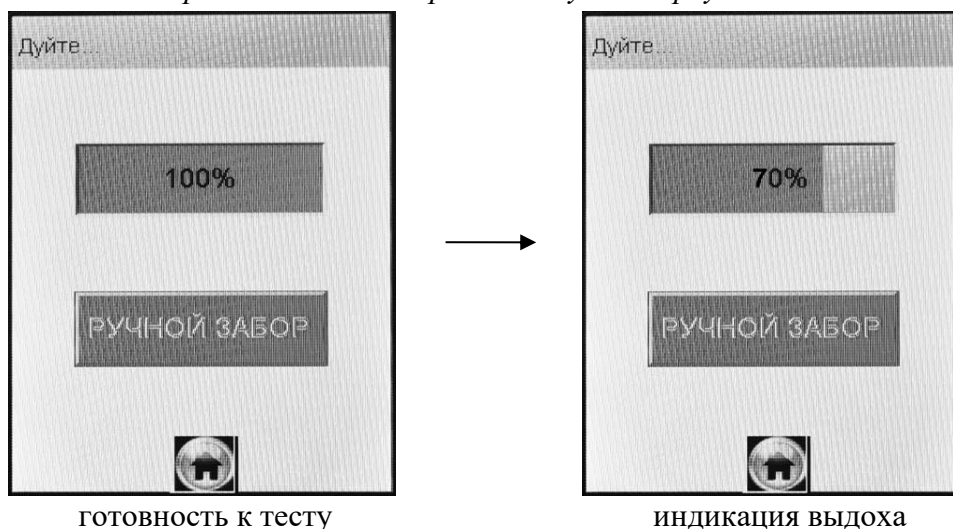 Дуйте...
100%
РУЧНОЙ ЗАБОР
готовность к тесту
Дуйте...
70%
РУЧНОЙ ЗАБОР
индикация выдоха